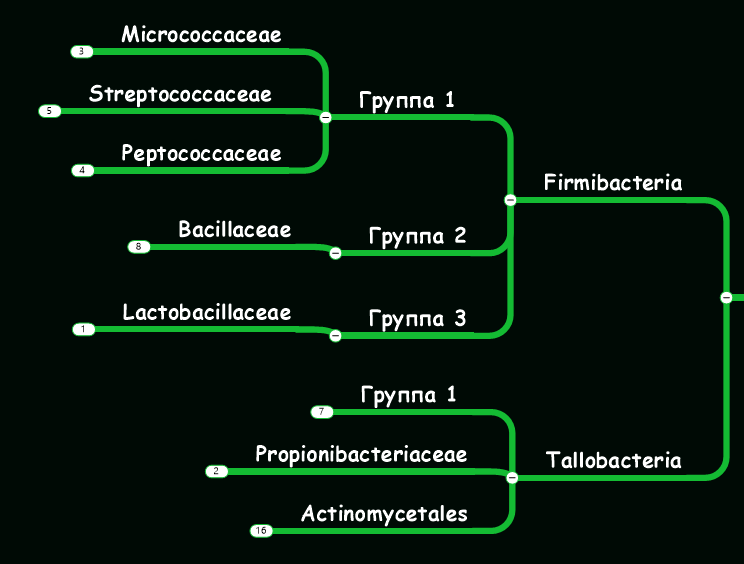 Micrococcaceae
3
Streptococcaceae
5
Группа 1
Peptococcaceae
4
Firmibacteria
Bacillaceae
8
Группа 2
Lactobacillaceae
1
Группа 3
Группа 1
7
Propionibacteriaceae
2
Tallobacteria
Actinomycetales
16